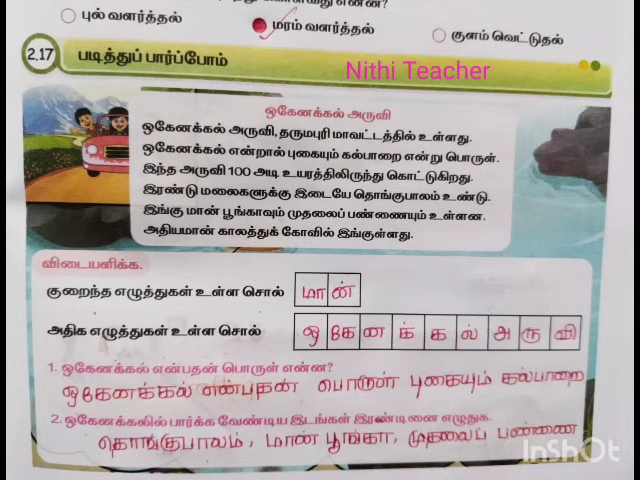 புல் வளர்த்தல் மரம் வளர்த்தல் குளம் வெட்டுதல்
2.17 படித்துப் பார்ப்போம் Nithi Teacher
ஒகேனக்கல் அருவி
ஒகேனக்கல் அருவி, தருமபுரி மாவட்டத்தில் உள்ளது.
ஒகேனக்கல் என்றால் புகையும் கல்பாறை என்று பொருள்.
இந்த அருவி 100 அடி உயரத்திலிருந்து கொட்டுகிறது.
இரண்டு மலைகளுக்கு இடையே தொங்குபாலம் உண்டு.
இங்கு மான் பூங்காவும் முதலைப் பண்ணையும் உள்ளன.
அதியமான் காலத்துக் கோவில் இங்குள்ளது.
விடையளிக்க.
குறைந்த எழுத்துகள் உள்ள சொல் மா ன்
அதிக எழுத்துகள் உள்ள சொல் ஒ கே ன க் க ல் அ ரு வி
1. ஒகேனக்கல் என்பதன் பொருள் என்ன?
ஒகேனக்கல் என்பதன் பொருள் புகையும் கல்பாறை
2. ஒகேனக்கலில் பார்க்க வேண்டிய இடங்கள் இரண்டினை எழுதுக.
தொங்குபாலம், மான் பூங்கா, முதலைப் பண்ணை
InShOt